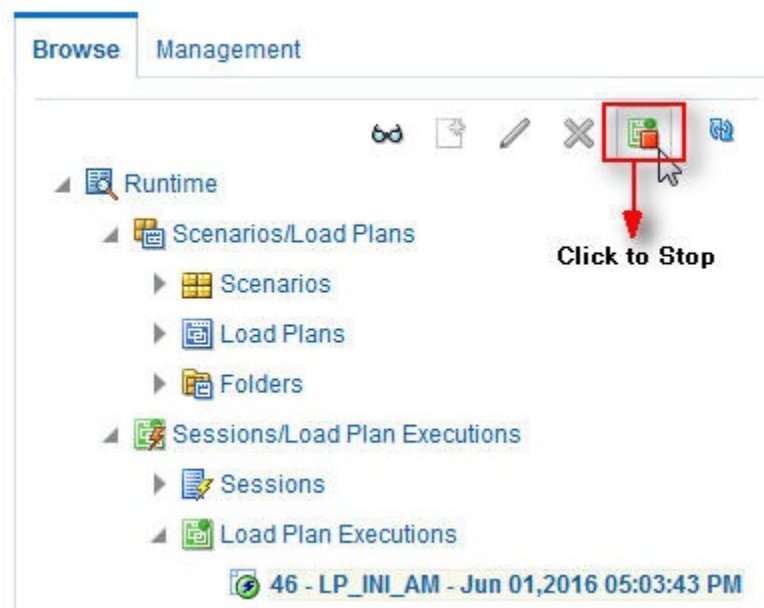 Browse Management
Runtime
Click to Stop
Scenarios/Load Plans
Scenarios
Load Plans
Folders
Sessions/Load Plan Executions
Sessions
Load Plan Executions
46 - LP_INI_AM - Jun 01,2016 05:03:43 PM